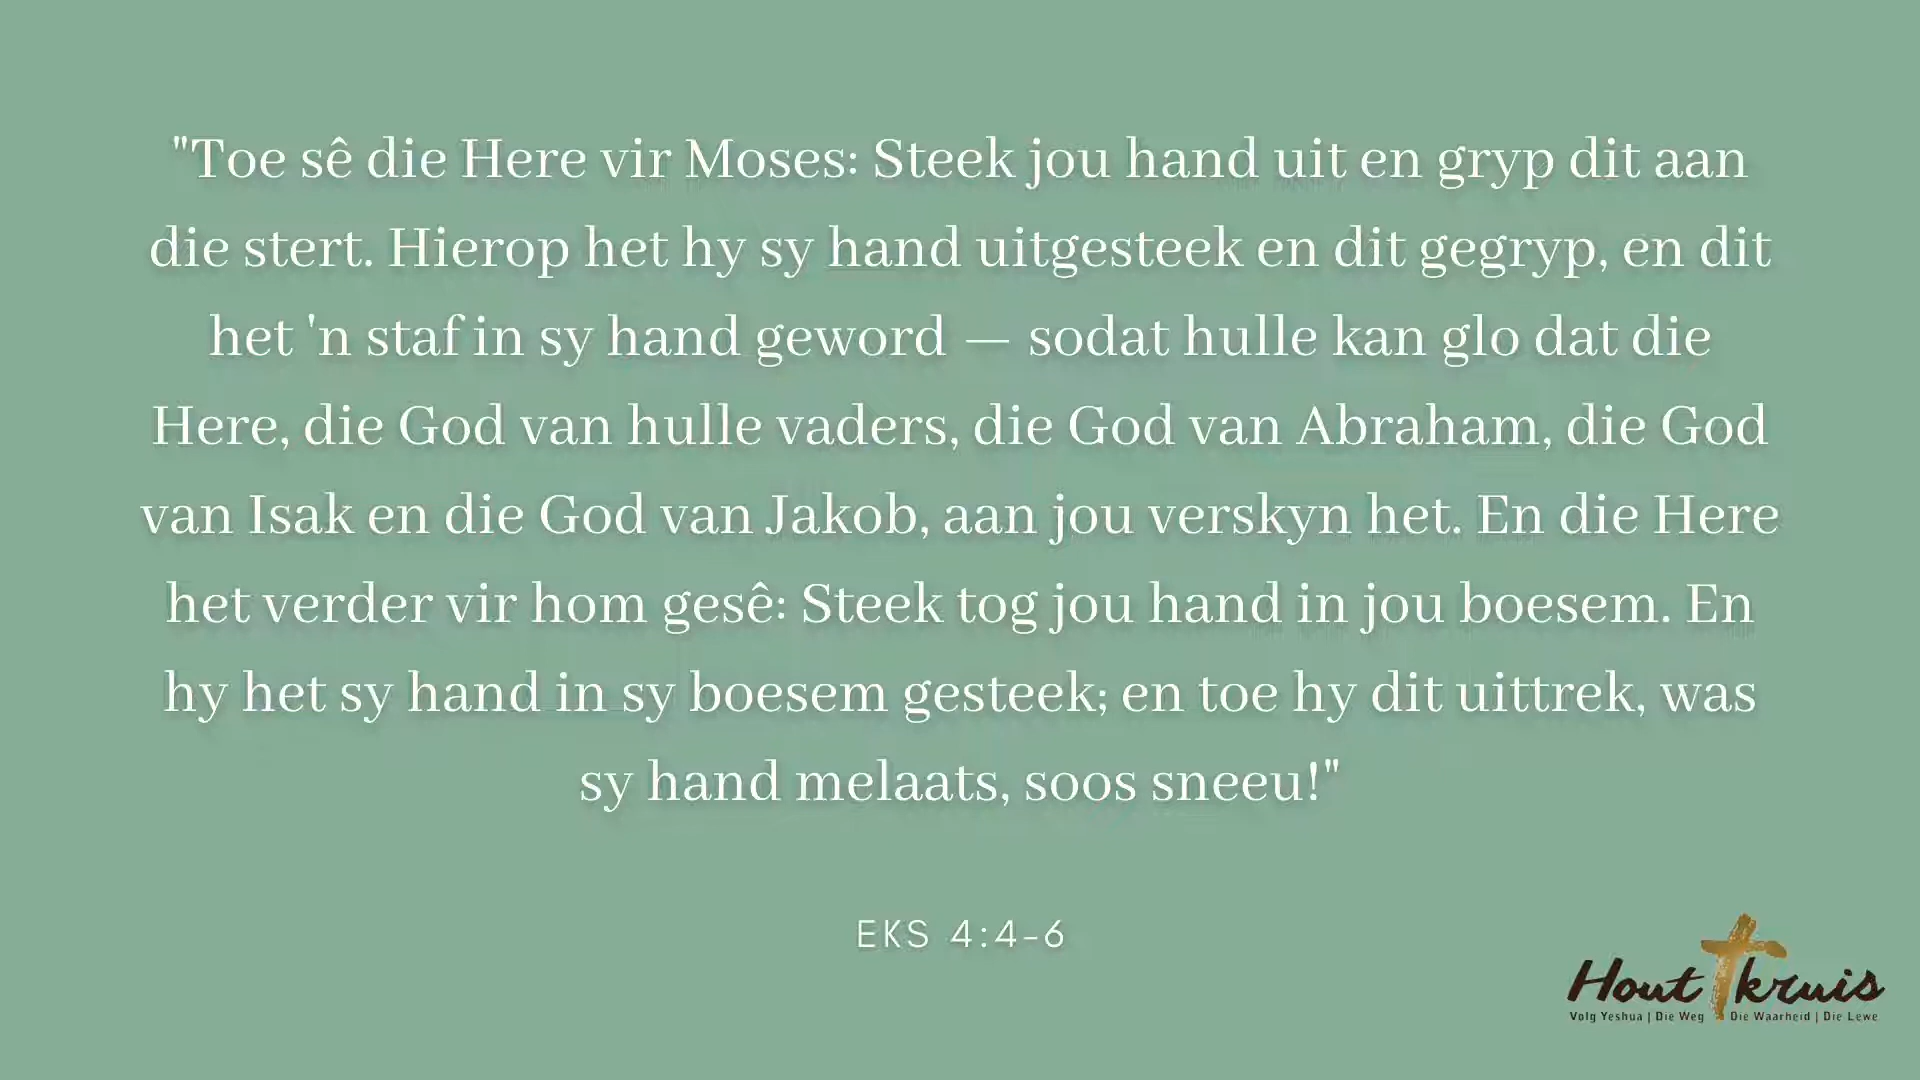 "Toe sê die Here vir Moses: Steek jou hand uit en gryp dit aan
die stert. Hierop het hy sy hand uitgesteek en dit gegryp, en dit
het 'n staf in sy hand geword — sodat hulle kan glo dat die
Here, die God van hulle vaders, die God van Abraham, die God
van Isak en die God van Jakob, aan jou verskyn het. En die Here
het verder vir hom gesê: Steek tog jou hand in jou boesem. En
hy het sy hand in sy boesem gesteek; en toe hy dit uittrek, was
sy hand melaats, soos sneeu!"
EKS 4:4-6
Hout kruis
Volg Yeshua | Die Weg Die Waarheid | Die Lewe